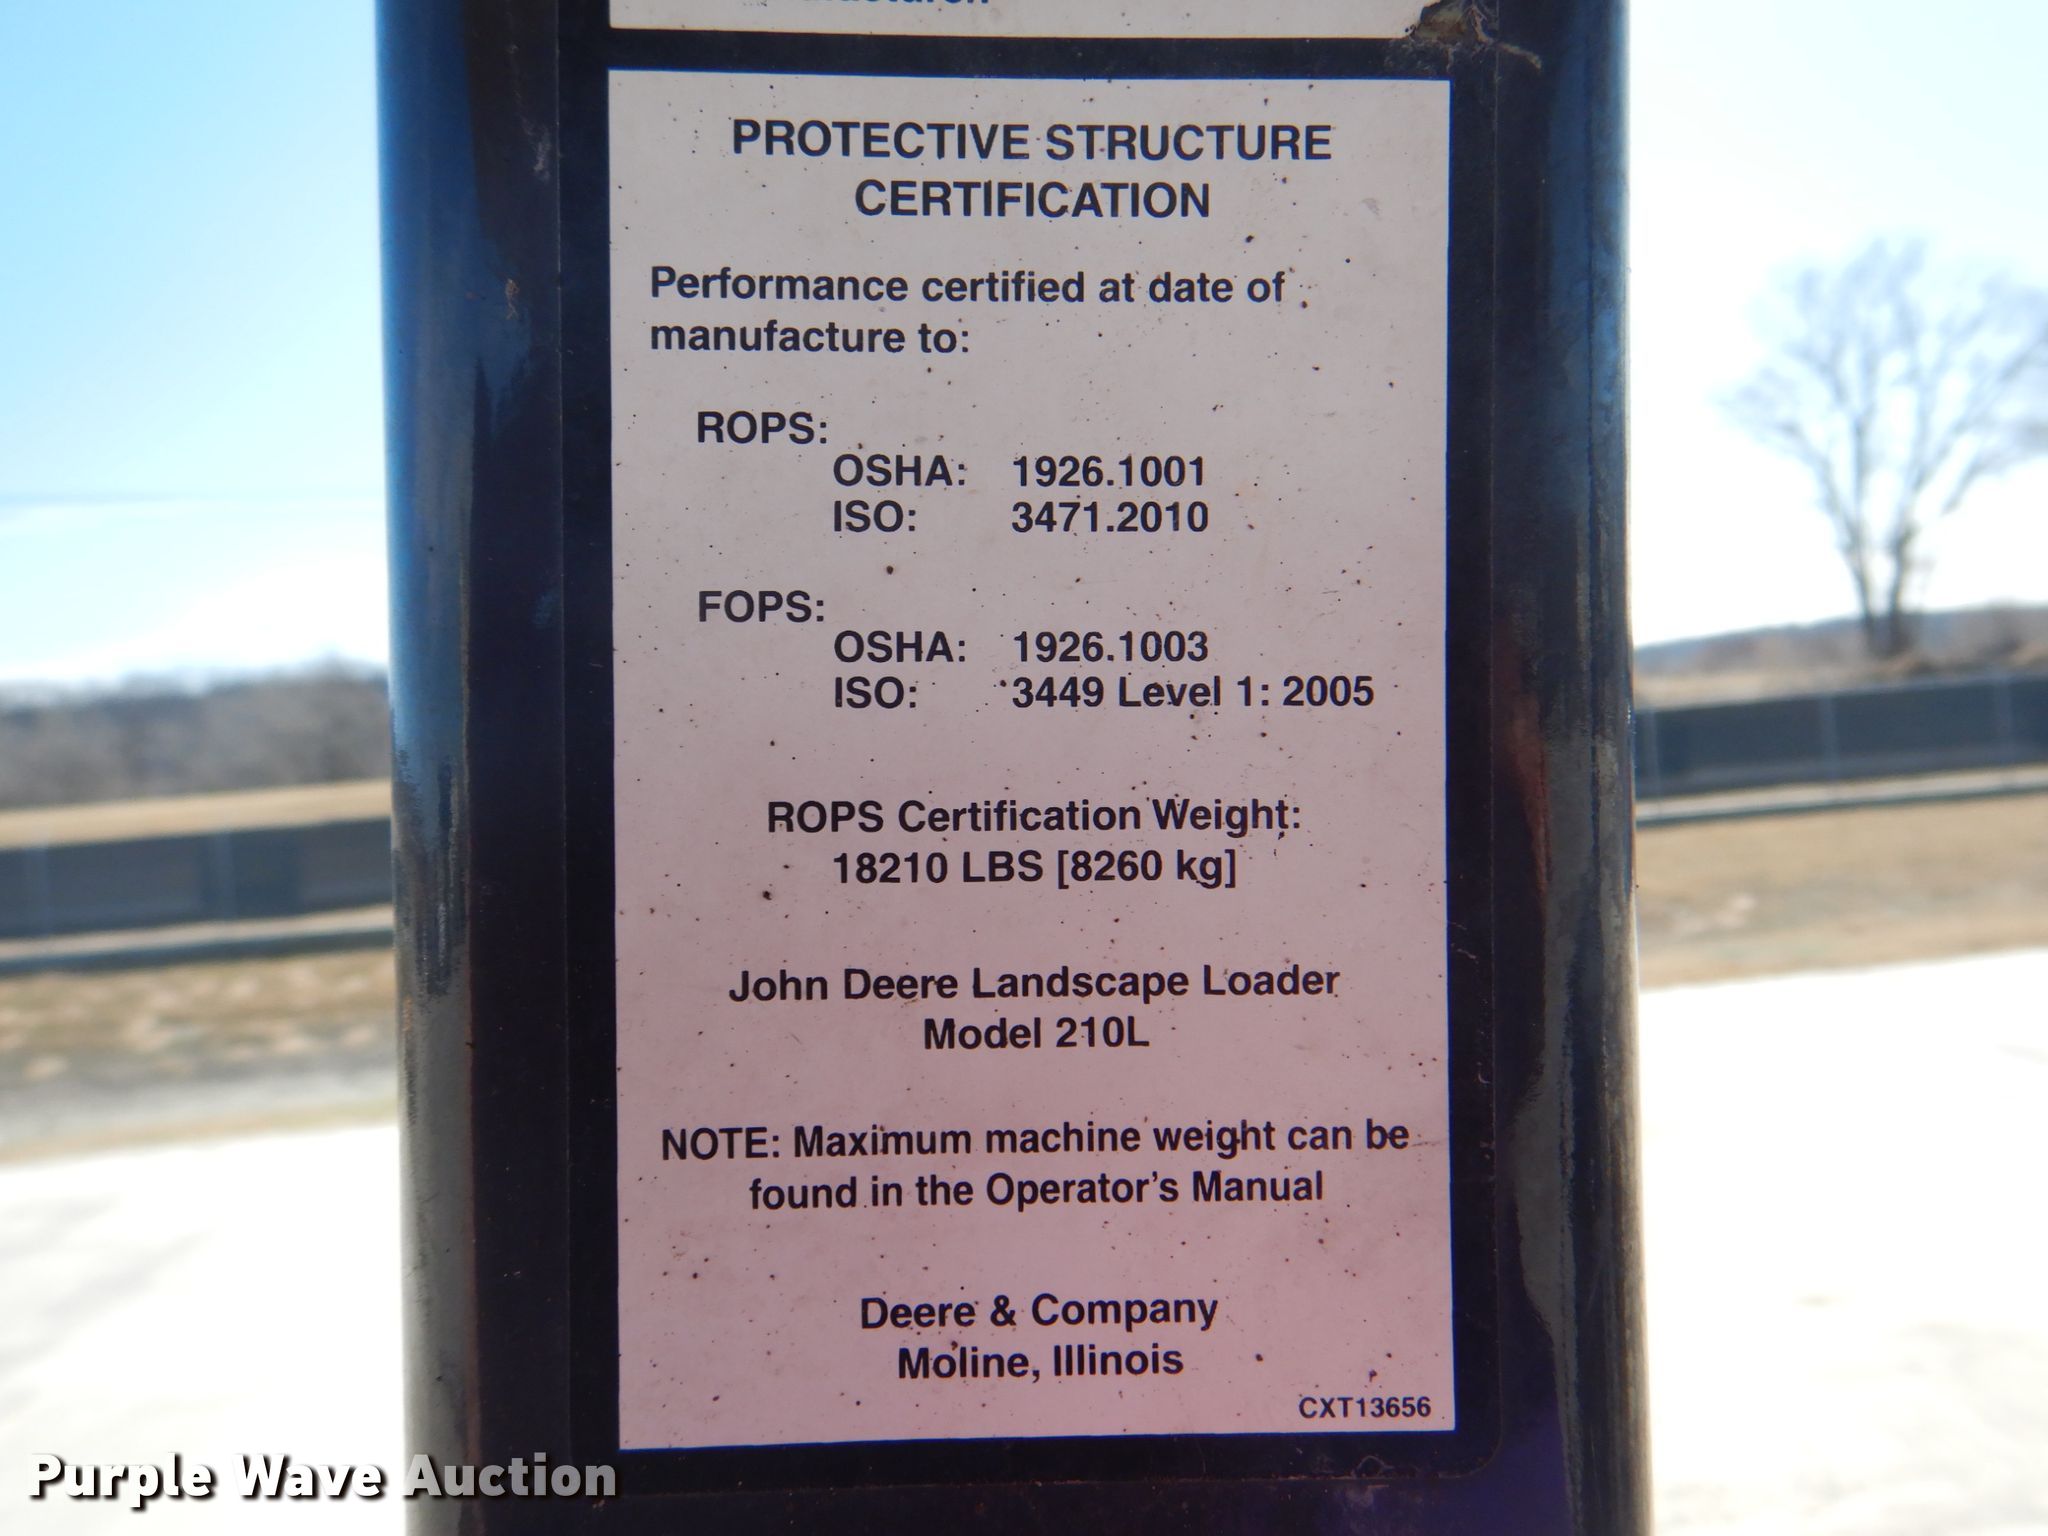 PROTECTIVE STRUCTURE
CERTIFICATION
Performance certified at date of
manufacture to:
ROPS:
OSHA: 1926.1001
ISO: 3471.2010
FOPS:
OSHA: 1926.1003
ISO: 3449 Level 1: 2005
ROPS Certification Weight:
18210 LBS [8260 kg]
John Deere Landscape Loader
Model 210L
NOTE: Maximum machine weight can be
found in the Operator's Manual
Deere & Company
Moline, Illinois
CXT13656
Purple Wave Auction